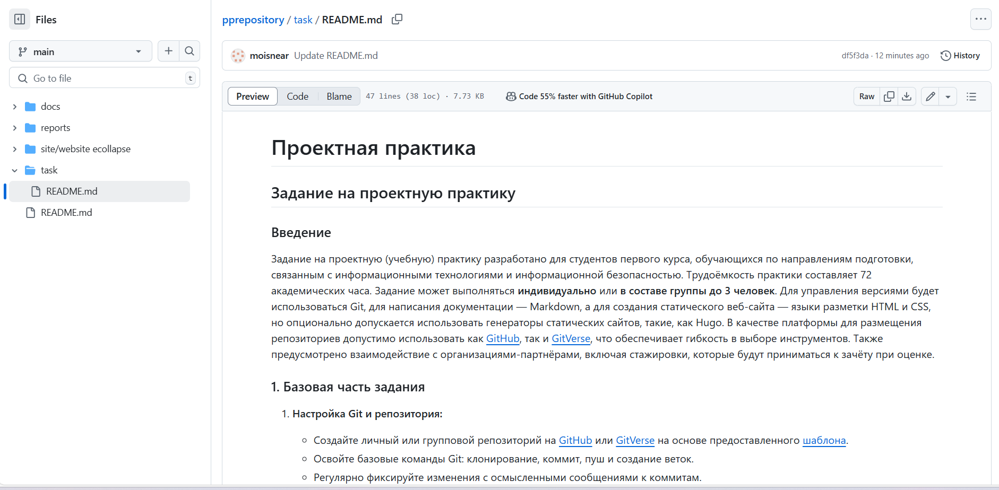 Files
main
Go to file
t
docs
reports
site/website ecollapse
task
README.md
README.md
pprepository / task / README.md
moisnear Update README.md
df5f3da · 12 minutes ago
History
Preview Code Blame
47 lines (38 loc) · 7.73 KB
Code 55% faster with GitHub Copilot
Raw
Проектная практика
Задание на проектную практику
Введение
Задание на проектную (учебную) практику разработано для студентов первого курса, обучающихся по направлениям подготовки,
связанным с информационными технологиями и информационной безопасностью. Трудоёмкость практики составляет 72
академических часа. Задание может выполняться индивидуально или в составе группы до 3 человек. Для управления версиями будет
использоваться Git, для написания документации — Markdown, а для создания статического веб-сайта — языки разметки HTML и CSS,
но опционально допускается использовать генераторы статических сайтов, такие, как Hugo. В качестве платформы для размещения
репозиториев допустимо использовать как GitHub, так и GitVerse, что обеспечивает гибкость в выборе инструментов. Также
предусмотрено взаимодействие с организациями-партнёрами, включая стажировки, которые будут приниматься к зачёту при оценке.
1. Базовая часть задания
1. Настройка Git и репозитория:
Создайте личный или групповой репозиторий на GitHub или GitVerse на основе предоставленного шаблона.
Освойте базовые команды Git: клонирование, коммит, пуш и создание веток.
Регулярно фиксируйте изменения с осмысленными сообщениями к коммитам.